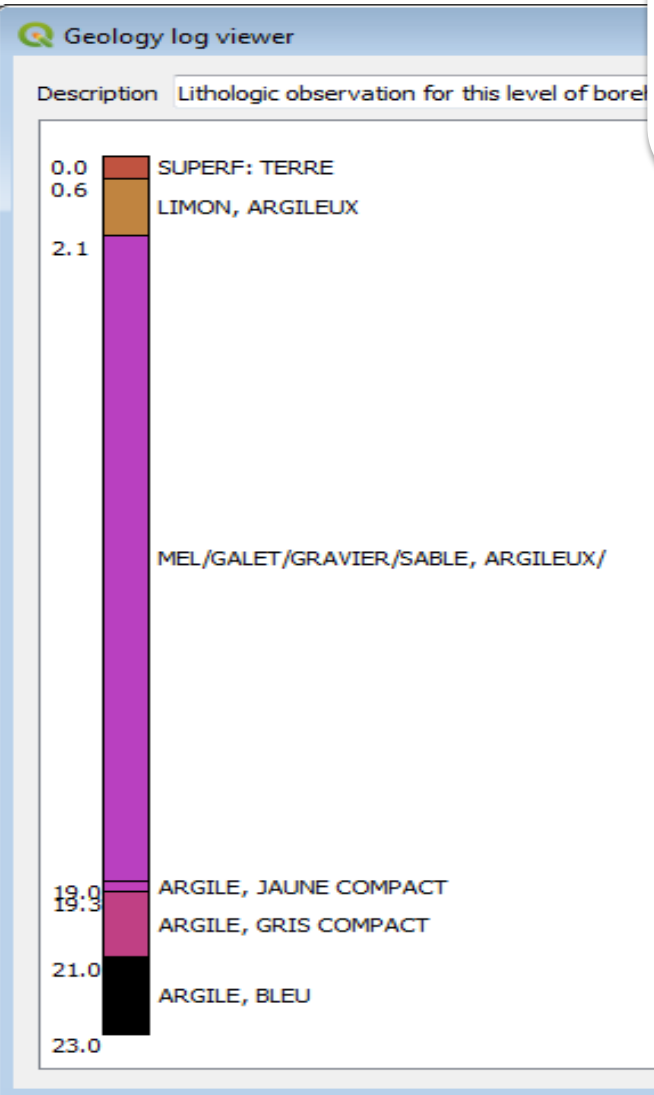 Geology log viewer
Description Lithologic observation for this level of boreh
0.0 SUPERF: TERRE
0.6
LIMON, ARGILEUX
2.1
MEL/GALET/GRAVIER/SABLE, ARGILEUX/
19.0 ARGILE, JAUNE COMPACT
19.3
ARGILE, GRIS COMPACT
21.0
ARGILE, BLEU
23.0